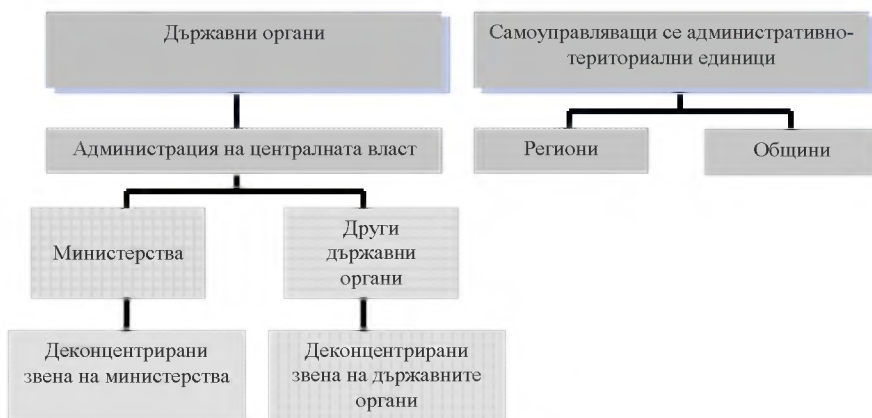 Държавни органи
Самоуправляващи се административно-
териториални единици
Администрация на централната власт
Региони
Общини
Министерства
Други
държавни
органи
Деконцентрирани
звена на министерства
Деконцентрирани
звена на държавните
органи